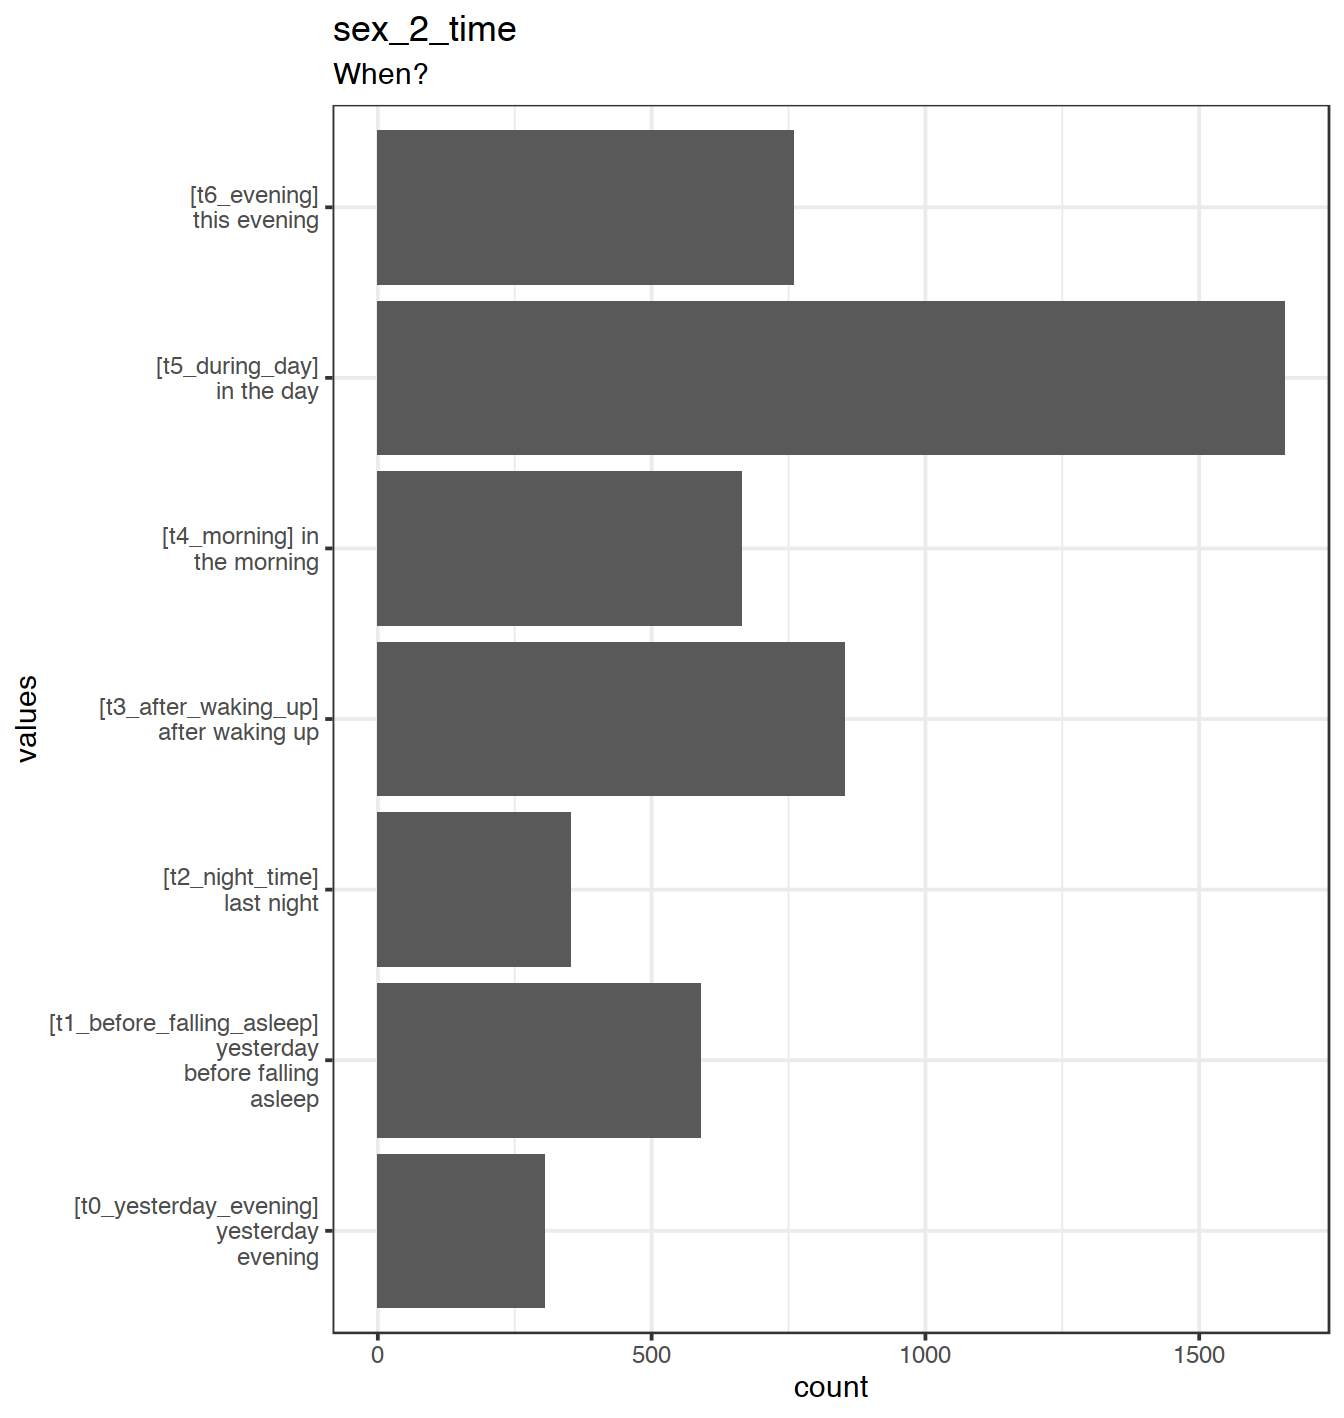 sex_2_time
When?
[t6_evening]
this evening
[t5_during_day]
in the day
[t4_morning] in
the morning
[t3_after_waking_up]
after waking up
[t2_night_time]
last night
[t1_before_falling_asleep]
yesterday
before falling
asleep
[t0_yesterday_evening]
yesterday
evening
values
0 500 1000 1500
count